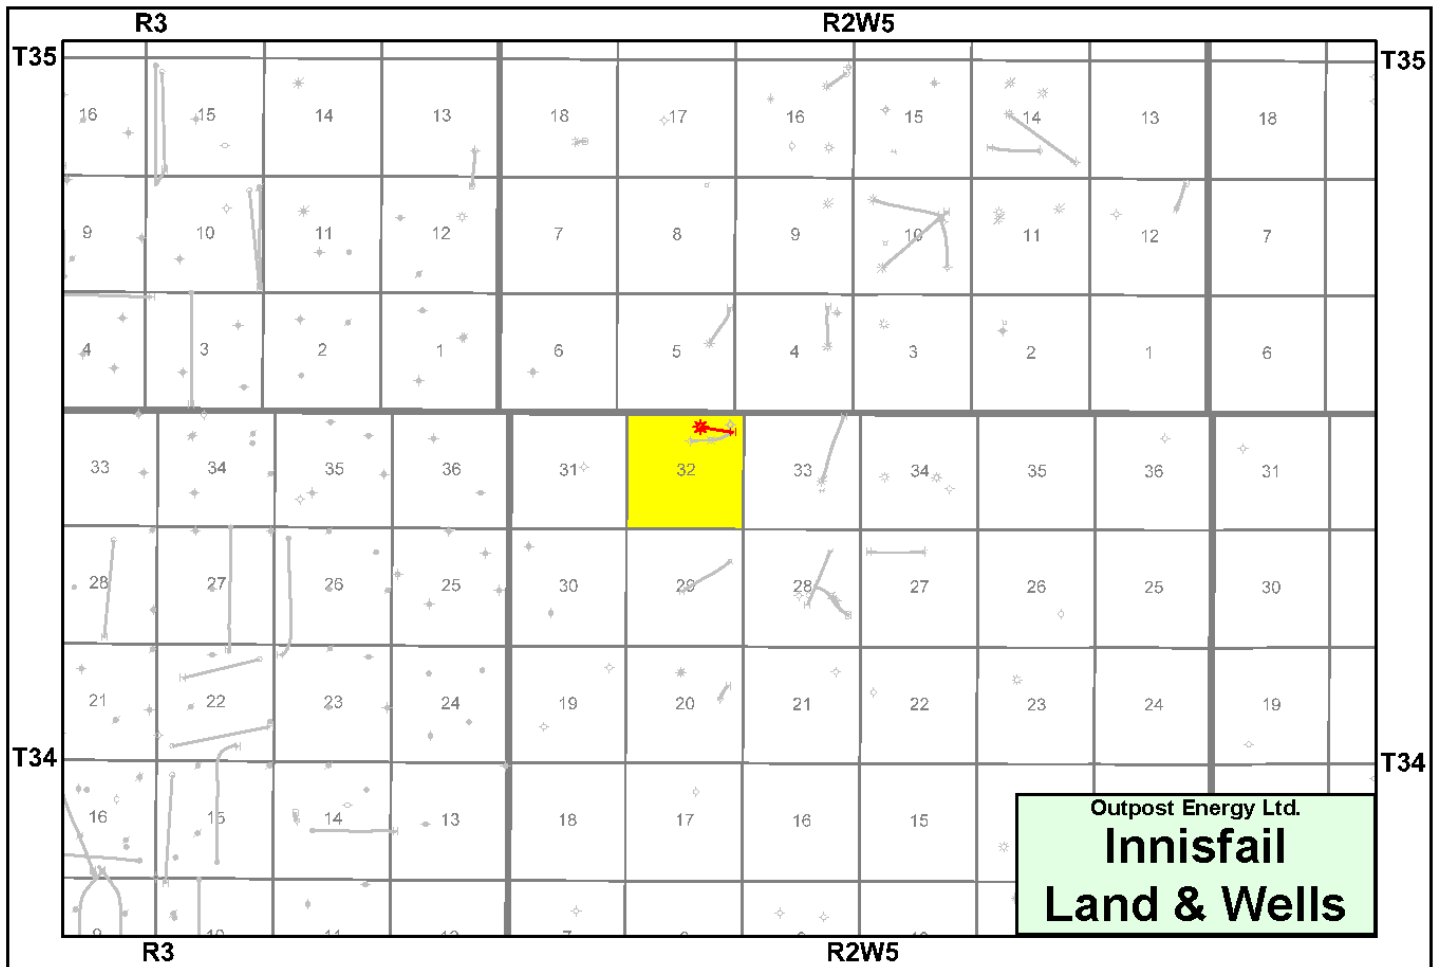 R3 R2W5
T35 T35
16 15 14 13 18 17 16 15 14 13 18
9 10 11 12 7 8 9 10 11 12 7
4 3 2 1 6 5 4 3 2 1 6
33 34 35 36 31 32 33 34 35 36 31
28 27 26 25 30 29 28 27 26 25 30
21 22 23 24 19 20 21 22 23 24 19
T34 T34
16 15 14 13 18 17 16 15
Outpost Energy Ltd.
Innisfail
Land & Wells
R3 R2W5